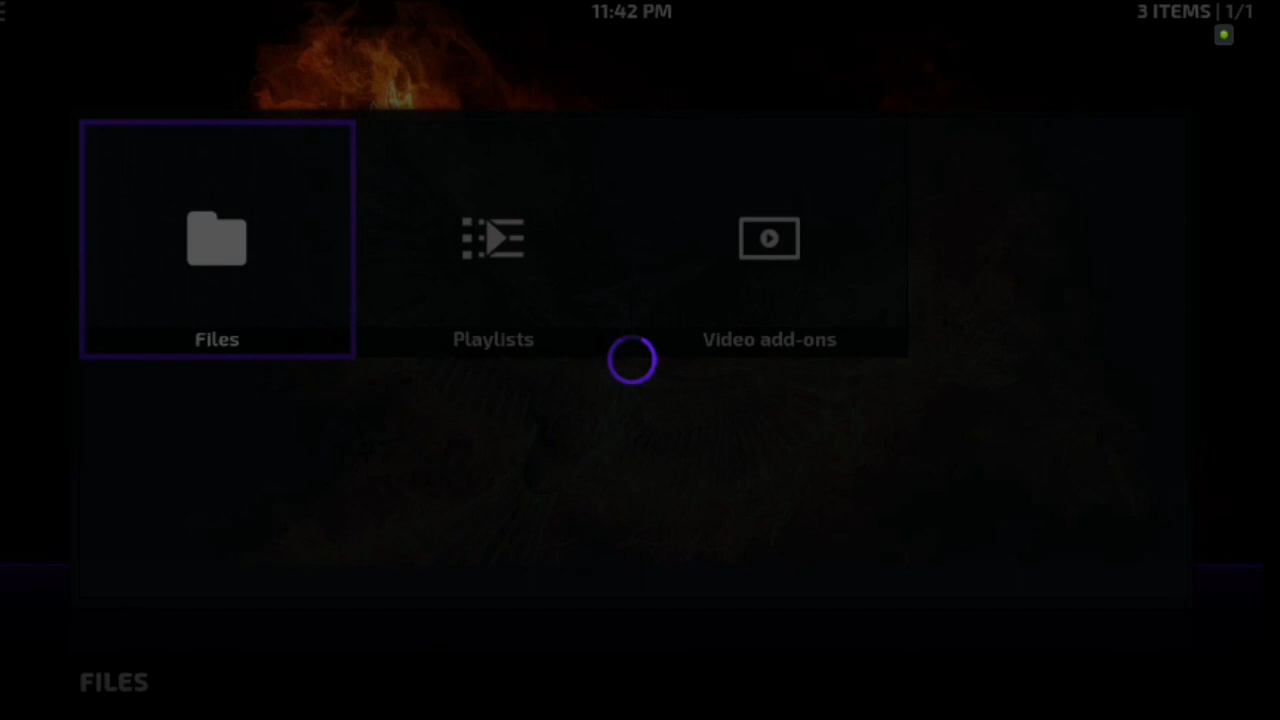 11:42 PM
3 ITEMS | 1/1
Files
Playlists
Video add-ons
FILES